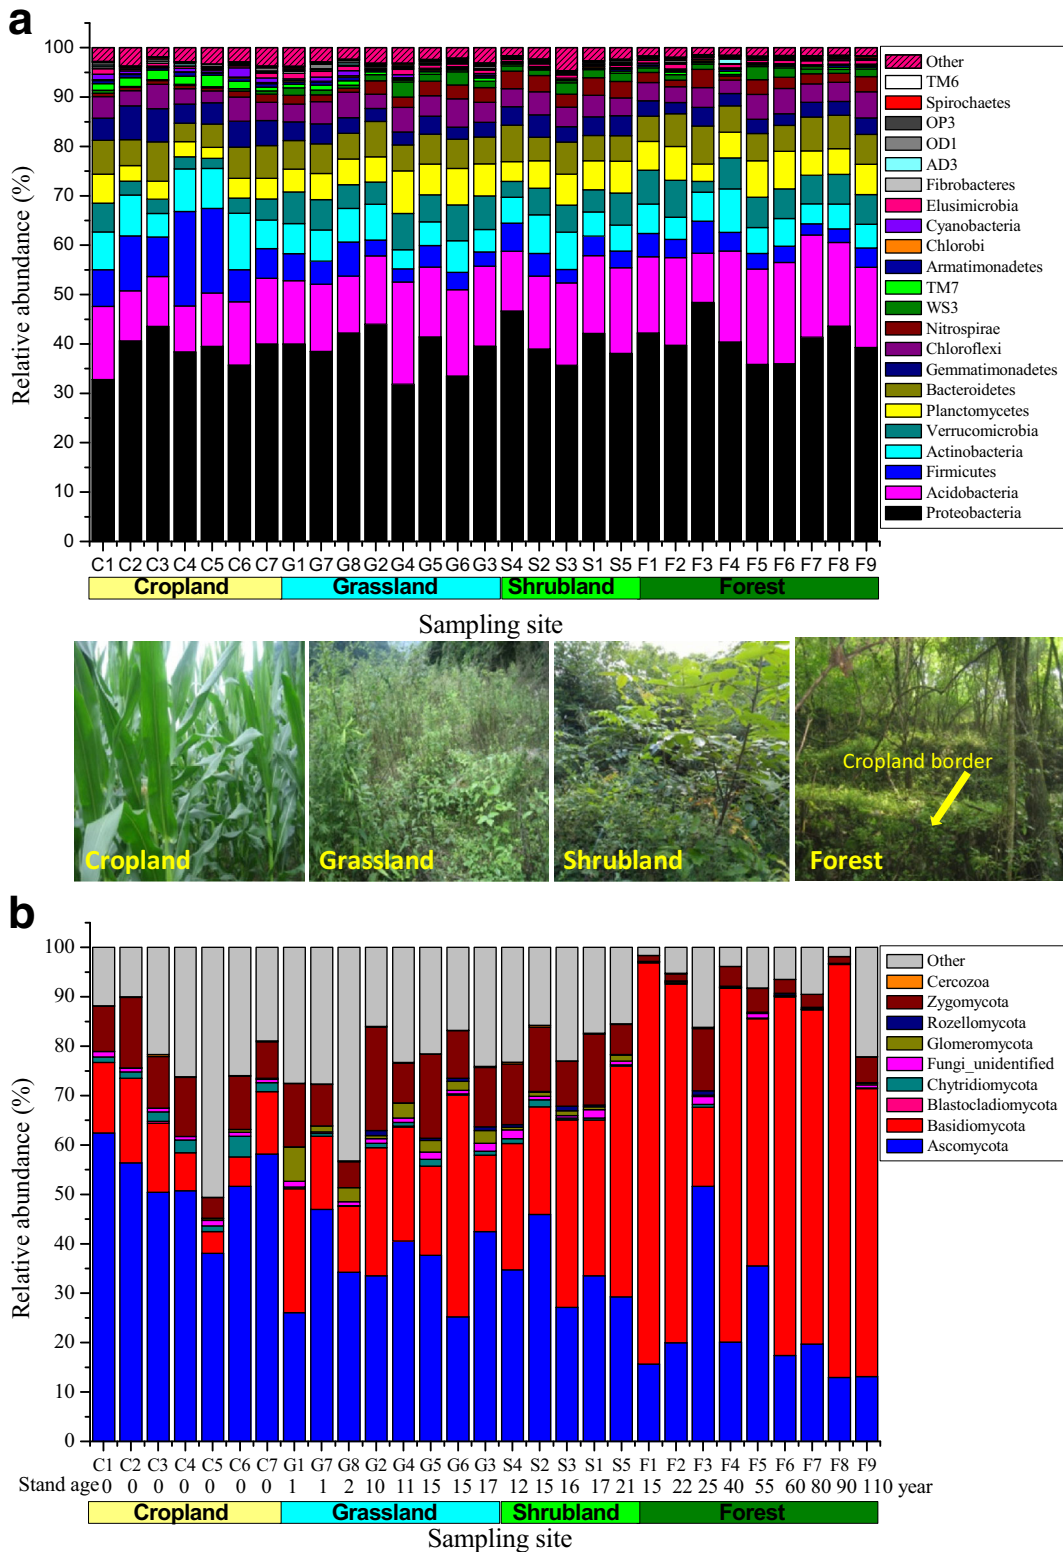 a
Relative abundance (%)
100
90
80
70
60
50
40
30
20
10
0
Other
TM6
Spirochaetes
OP3
OD1
AD3
Fibrobacteres
Elusimicrobia
Cyanobacteria
Chlorobi
Armatimonadetes
TM7
WS3
Nitrospirae
Chloroflexi
Gemmatimonadetes
Bacteroidetes
Planctomycetes
Verrucomicrobia
Actinobacteria
Firmicutes
Acidobacteria
Proteobacteria
C1 C2 C3 C4 C5 C6 C7 G1 G7 G8 G2 G4 G5 G6 G3 S4 S2 S3 S1 S5 F1 F2 F3 F4 F5 F6 F7 F8 F9
Cropland Grassland Shrubland Forest
Sampling site
Cropland border
Cropland Grassland Shrubland Forest
b
Relative abundance (%)
100
90
80
70
60
50
40
30
20
10
0
Other
Cercozoa
Zygomycota
Rozellomycota
Glomeromycota
Fungi_unidentified
Chytridiomycota
Blastocladiomycota
Basidiomycota
Ascomycota
C1 C2 C3 C4 C5 C6 C7 G1 G7 G8 G2 G4 G5 G6 G3 S4 S2 S3 S1 S5 F1 F2 F3 F4 F5 F6 F7 F8 F9
Stand age 0 0 0 0 0 0 0 1 1 2 10 11 15 15 17 12 15 16 17 21 15 22 25 40 55 60 80 90 110 year
Cropland Grassland Shrubland Forest
Sampling site